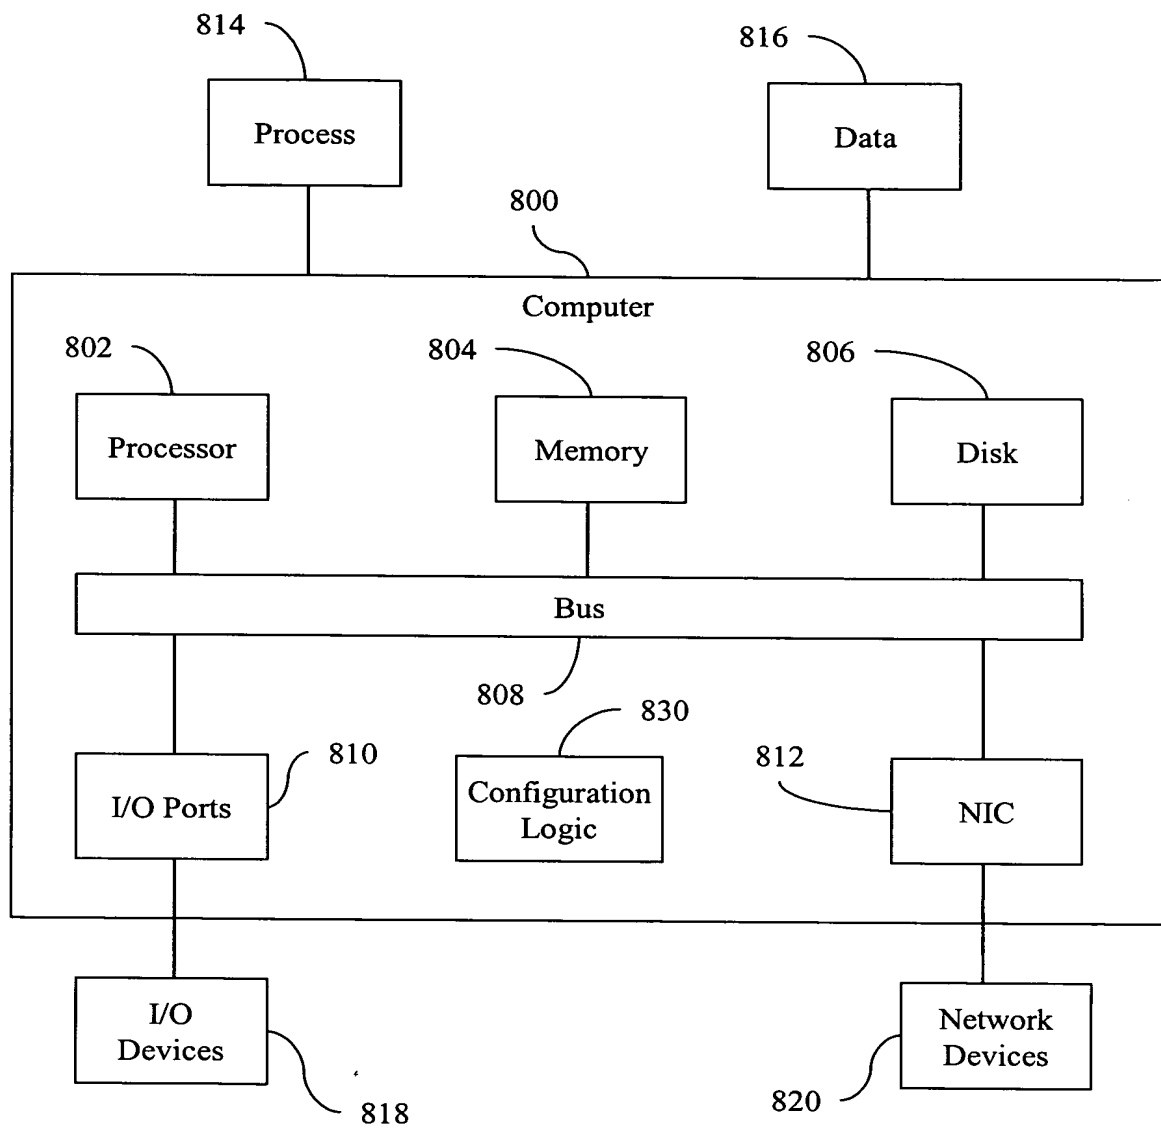 814
816
Process
Data
800
Computer
802
804
806
Processor
Memory
Disk
Bus
808
830
810
812
I/O Ports
Configuration
Logic
NIC
I/O
Devices
Network
Devices
818
820